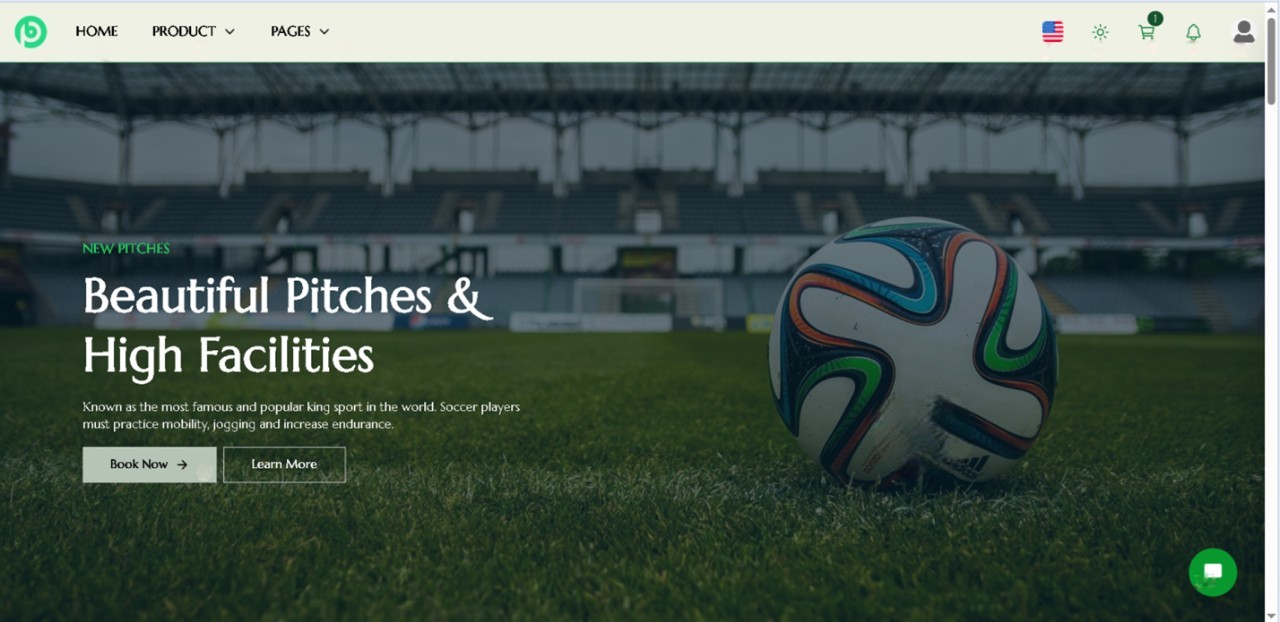 HOME PRODUCT PAGES 1
NEW PITCHES
Beautiful Pitches &
High Facilities
Known as the most famous and popular king sport in the world. Soccer players
must practice mobility, jogging and increase endurance.
Book Now → Learn More
adidas